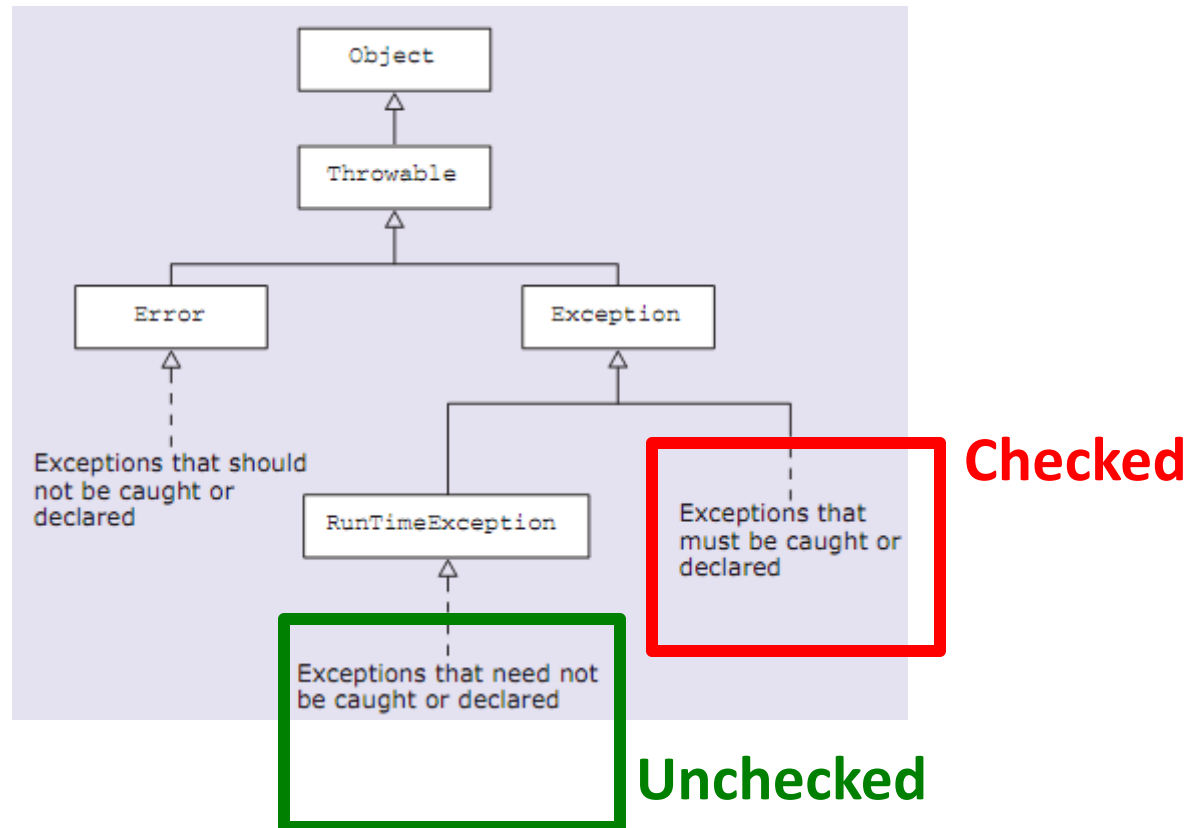 Object
Throwable
Error
Exception
Exceptions that should
not be caught or
declared
RunTimeException
Exceptions that
must be caught or
declared
Checked
Exceptions that need not
be caught or declared
Unchecked